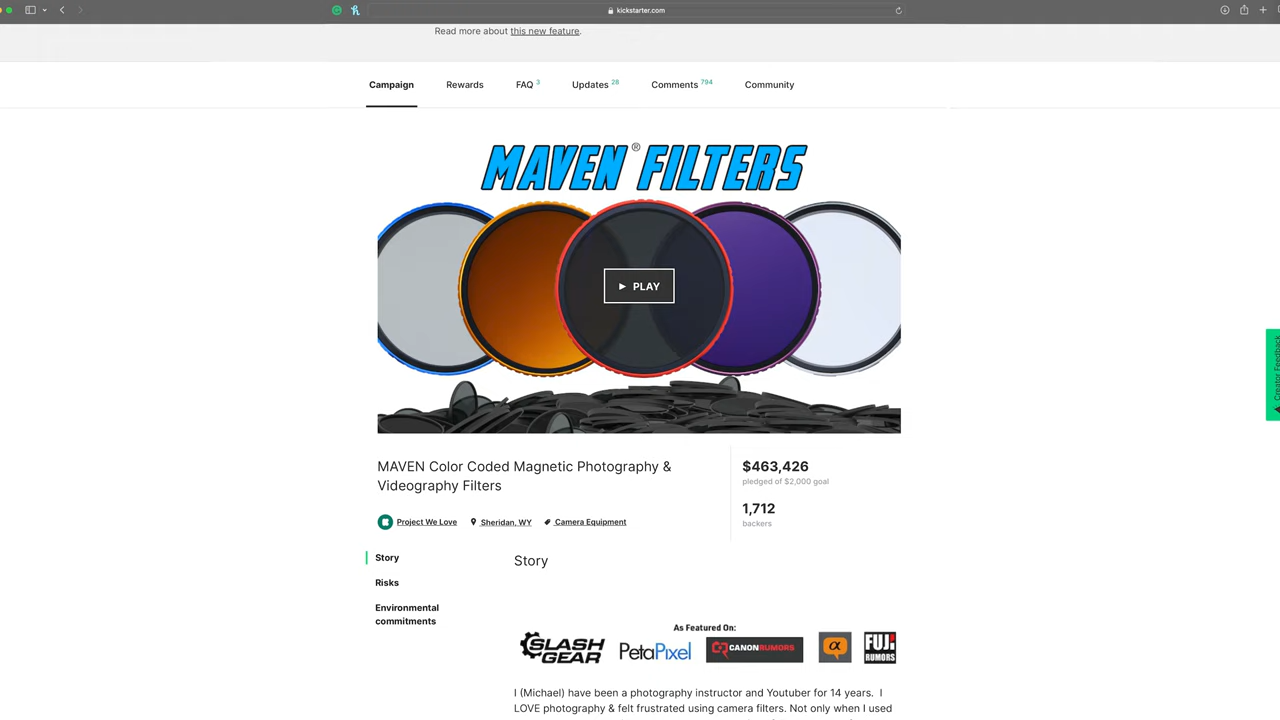 kickstarter.com
Read more about this new feature.
Campaign Rewards FAQ 3 Updates 28 Comments 794 Community
MAVEN® FILTERS
PLAY
MAVEN Color Coded Magnetic Photography &
Videography Filters
$463,426
pledged of $2,000 goal
1,712
backers
Project We Love Sheridan, WY Camera Equipment
Story
Risks
Environmental
commitments
Story
As Featured On:
SLASH
GEAR
PetaPixel
CANONRUMORS
α
FUJI
RUMORS
I (Michael) have been a photography instructor and Youtuber for 14 years. I
LOVE photography & felt frustrated using camera filters. Not only when I used
Creator Feedback